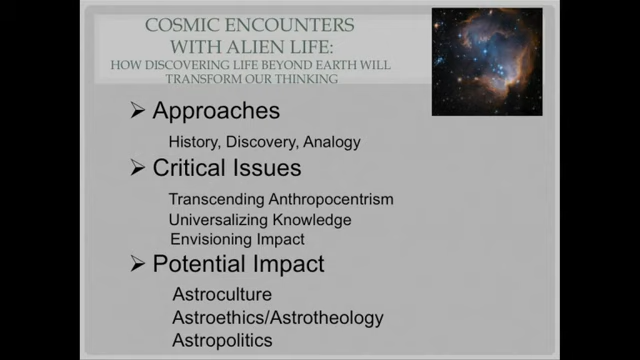 COSMIC ENCOUNTERS
WITH ALIEN LIFE:
HOW DISCOVERING LIFE BEYOND EARTH WILL
TRANSFORM OUR THINKING
➢ Approaches
History, Discovery, Analogy
➢ Critical Issues
Transcending Anthropocentrism
Universalizing Knowledge
Envisioning Impact
➢ Potential Impact
Astroculture
Astroethics/Astrotheology
Astropolitics